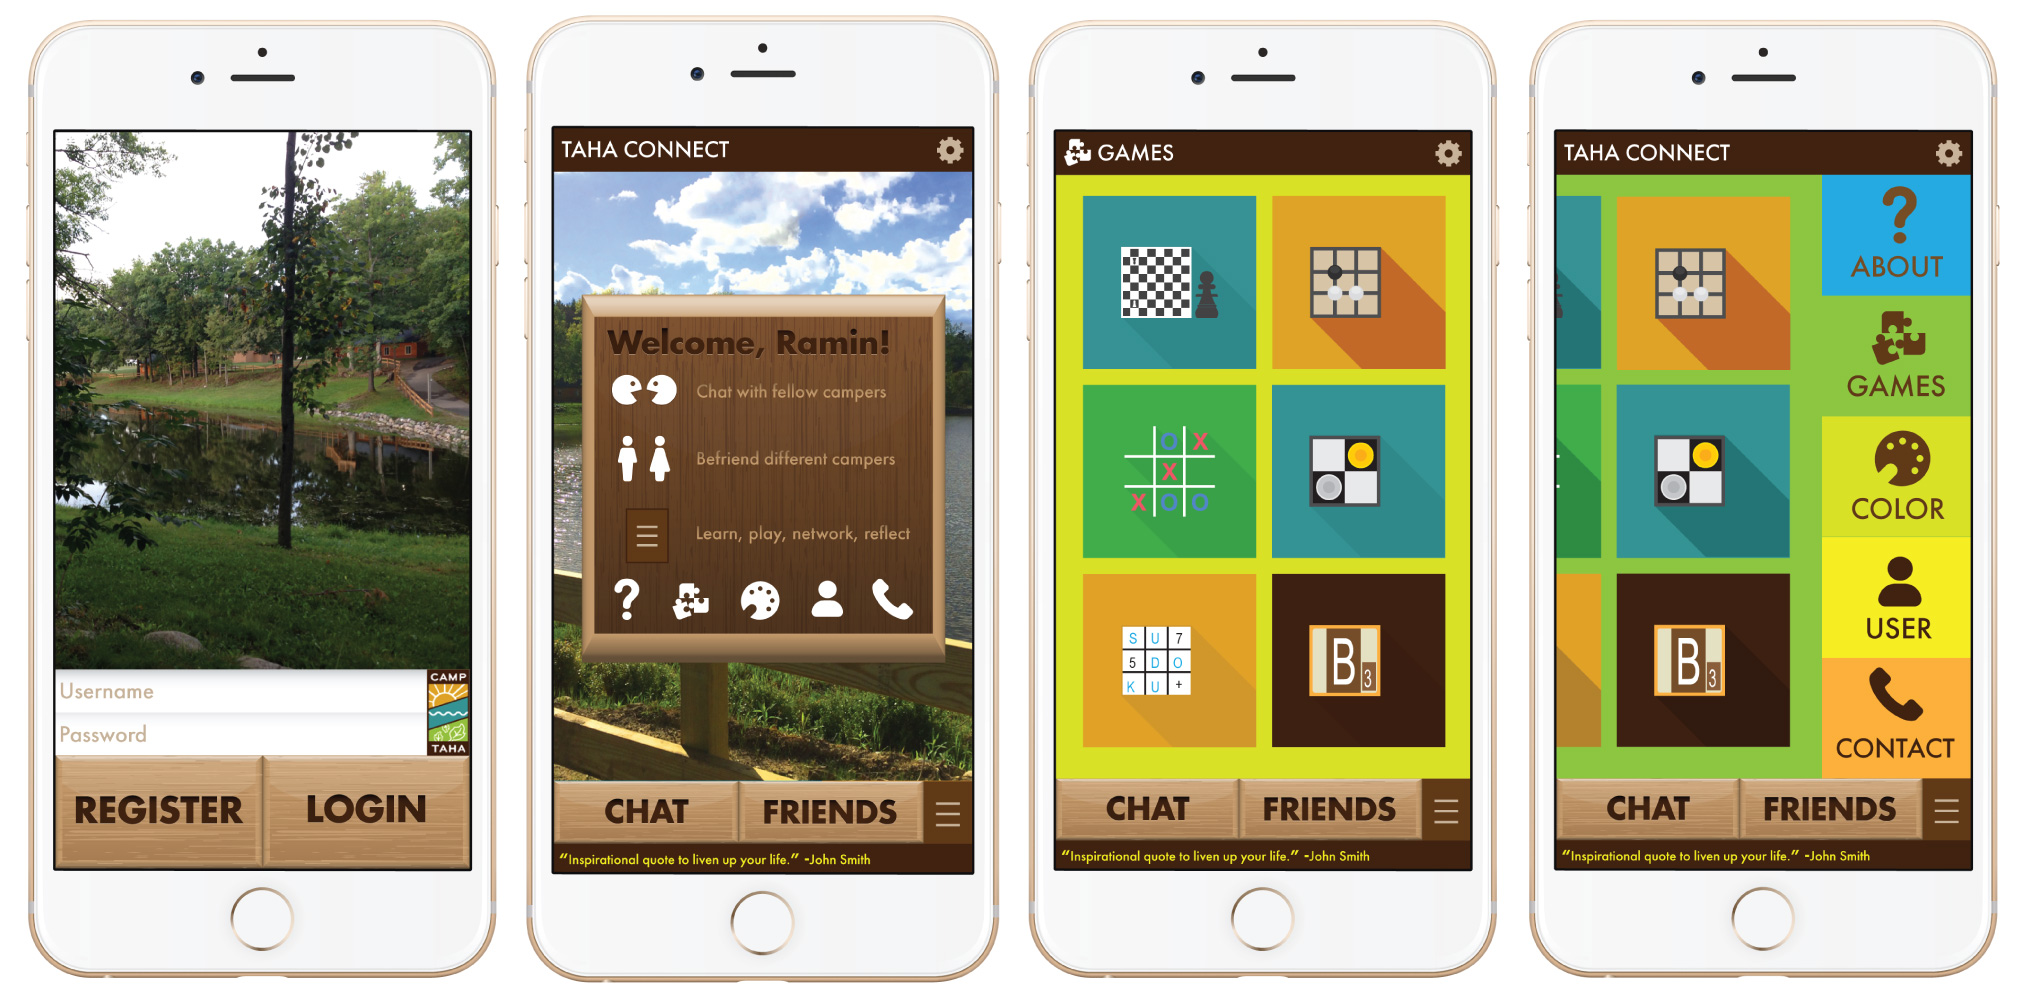 Username
Password
CAMP
TAHA
REGISTER
LOGIN
TAHA CONNECT
Welcome, Ramin!
Chat with fellow campers
Befriend different campers
Learn, play, network, reflect
CHAT
FRIENDS
“Inspirational quote to liven up your life.” -John Smith
GAMES
O X
X
X O O
S U 7
5 D O
K U +
B 3
CHAT
FRIENDS
“Inspirational quote to liven up your life.” -John Smith
TAHA CONNECT
ABOUT
GAMES
COLOR
USER
CONTACT
B 3
CHAT
FRIENDS
“Inspirational quote to liven up your life.” -John Smith